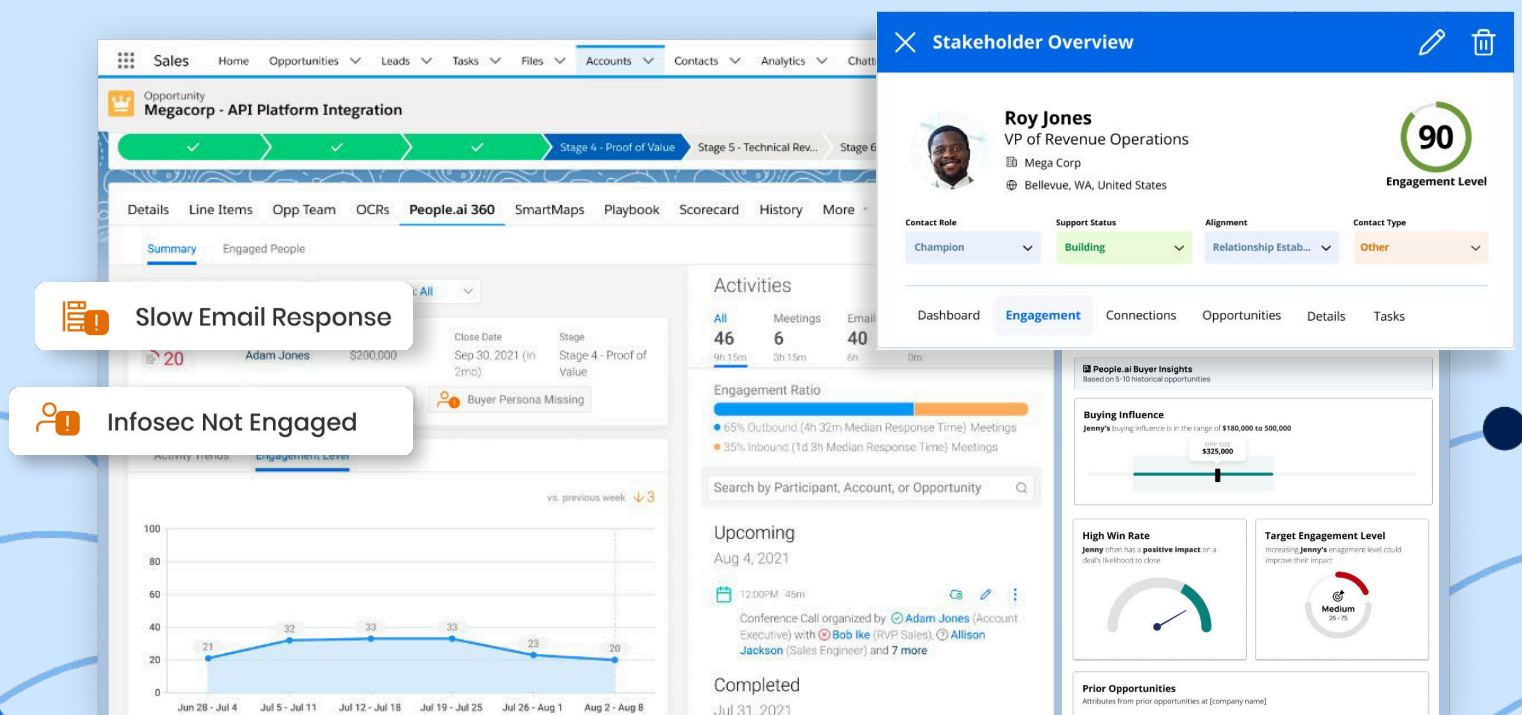 Sales
Home
Opportunities
Leads
Tasks
Files
Accounts
Contacts
Analytics
Opportunity
Megacorp - API Platform Integration
Stage 4 - Proof of Value
Stage 5 - Technical Rev...
Stage 6
Details
Line Items
Opp Team
OCRs
People.ai 360
SmartMaps
Playbook
Scorecard
History
More
Summary
Engaged People
: All
Slow Email Response
20
Adam Jones
$200,000
Close Date
Sep 30, 2021 (in
2mo)
Stage
Stage 4 - Proof of
Value
Buyer Persona Missing
Infosec Not Engaged
Activity Trends
Engagement Level
vs. previous week
3
100
80
60
40
20
0
21
32
33
33
23
20
Jun 28 - Jul 4
Jul 5 - Jul 11
Jul 12 - Jul 18
Jul 19 - Jul 25
Jul 26 - Aug 1
Aug 2 - Aug 8
Activities
All
46
9h 15m
Meetings
6
3h 15m
Email
40
6h
0m
Engagement Ratio
65% Outbound (4h 32m Median Response Time) Meetings
35% Inbound (1d 3h Median Response Time) Meetings
Search by Participant, Account, or Opportunity
Upcoming
Aug 4, 2021
12:00PM 45m
Conference Call organized by Adam Jones (Account
Executive) with Bob Ike (RVP Sales), Allison
Jackson (Sales Engineer) and 7 more
Completed
Jul 31, 2021
Stakeholder Overview
Roy Jones
VP of Revenue Operations
Mega Corp
Bellevue, WA, United States
90
Engagement Level
Contact Role
Champion
Support Status
Building
Alignment
Relationship Estab...
Contact Type
Other
Dashboard
Engagement
Connections
Opportunities
Details
Tasks
People.ai Buyer Insights
Based on 5-10 historical opportunities
Buying Influence
Jenny's buying influence is in the range of $180,000 to 500,000
OPP SIZE
$325,000
High Win Rate
Jenny often has a positive impact on a
deal's likelihood to close
Target Engagement Level
Increasing Jenny's enagement level could
improve their impact
Medium
26 - 75
Prior Opportunities
Attributes from prior opportunities at [company name]